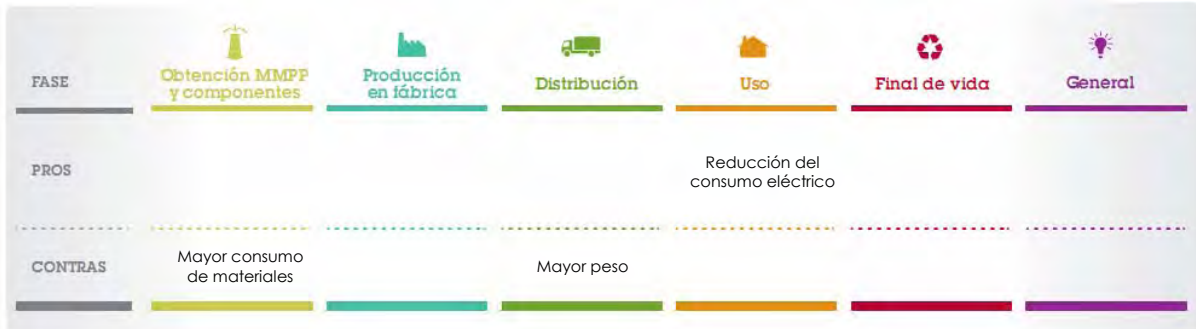 FASE
Obtención MMPP
y componentes
Producción
en fábrica
Distribución
Uso
Final de vida
General
PROS
Reducción del
consumo eléctrico
CONTRAS
Mayor consumo
de materiales
Mayor peso